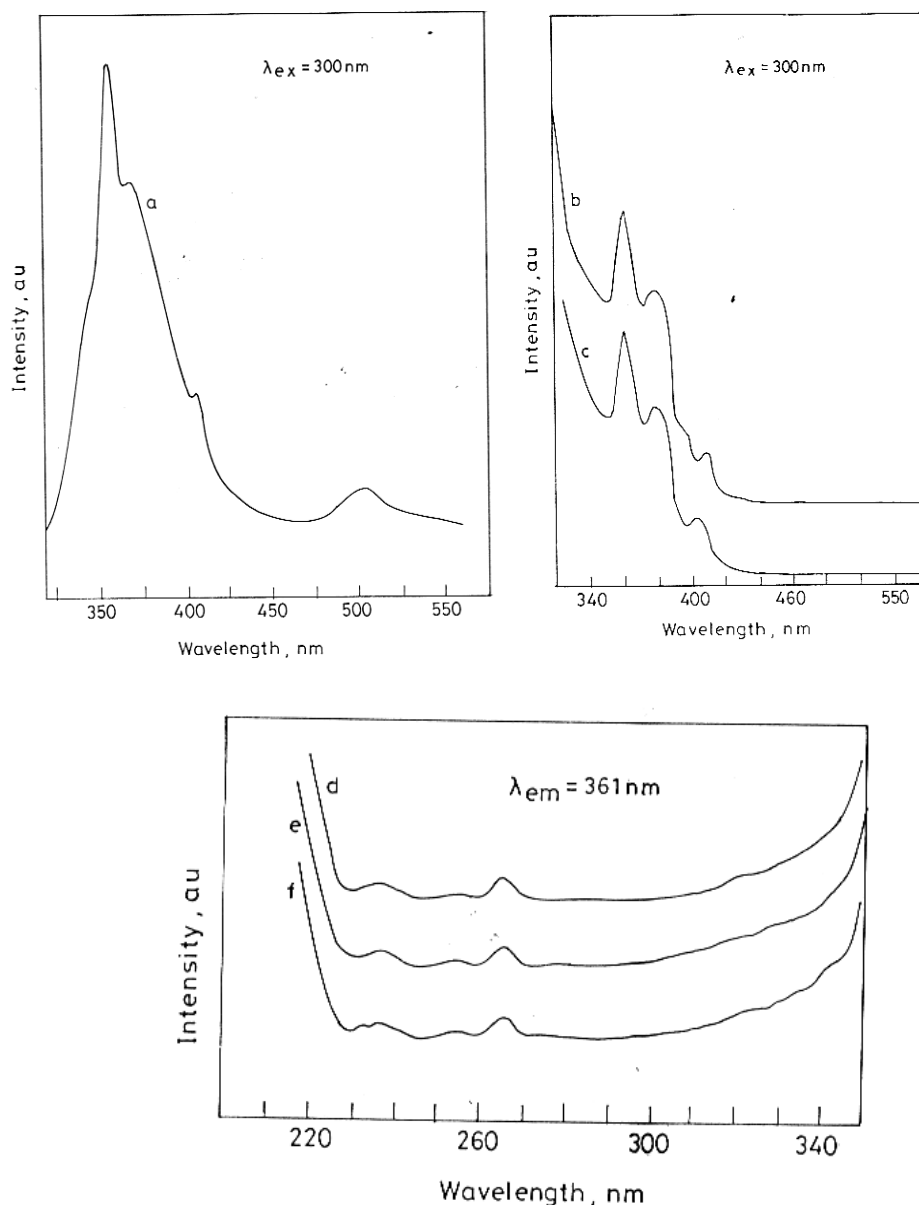 λex = 300 nm
a
Intensity, au
350 400 450 500 550
Wavelength, nm
λex = 300 nm
b
c
Intensity, au
340 400 460 550
Wavelength, nm
λem = 361 nm
d
e
f
Intensity, au
220 260 300 340
Wavelength, nm